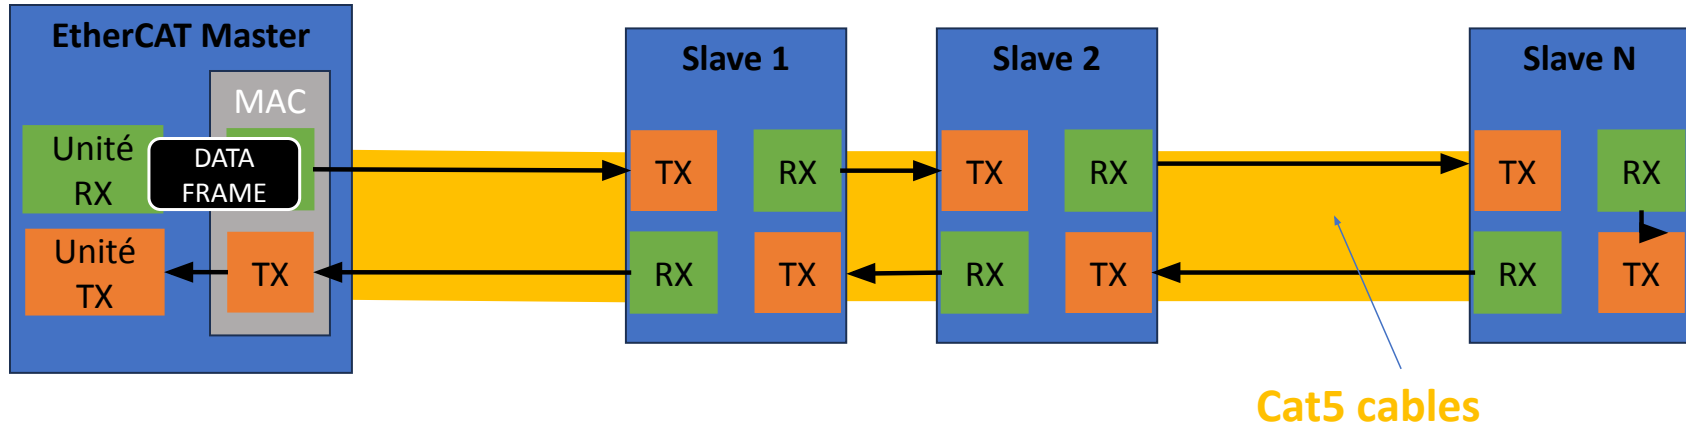 EtherCAT Master
MAC
Unité
RX
DATA
FRAME
Unité
TX
TX
Slave 1
TX
RX
RX
TX
Slave 2
TX
RX
RX
TX
Slave N
TX
RX
RX
TX
Cat5 cables